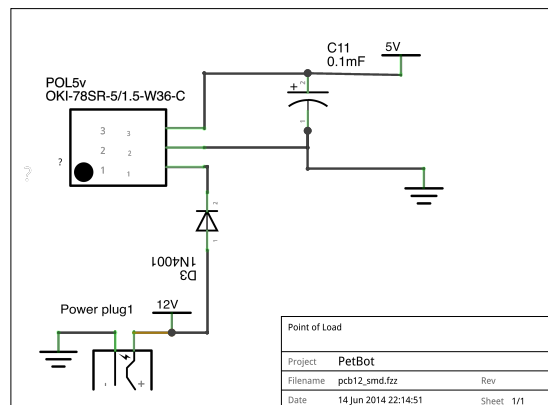 C11
0.1mF
5V
POL5v
OKI-78SR-5/1.5-W36-C
+
2
1
3 3
2 2
1 1
?
2
1
D3
1N4001
Power plug1
12V
- +
Point of Load
Project PetBot
Filename pcb12_smd.fzz Rev
Date 14 Jun 2014 22:14:51 Sheet 1/1